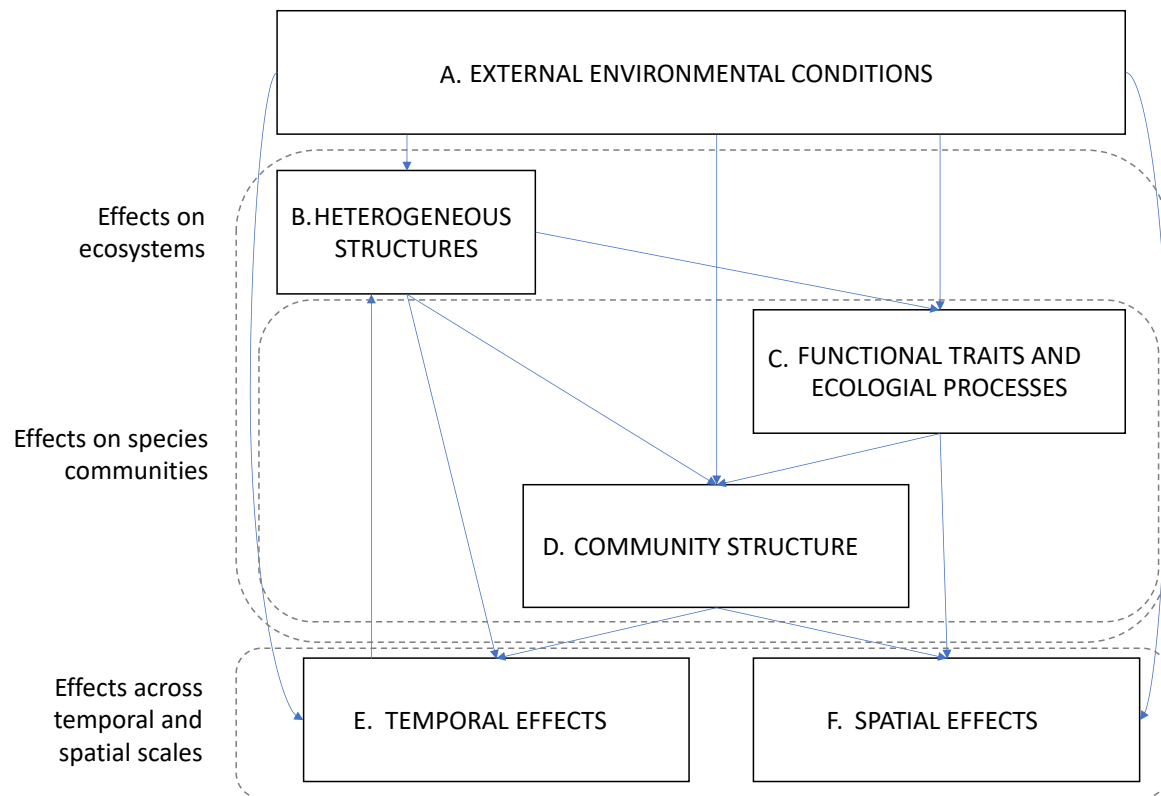 A. EXTERNAL ENVIRONMENTAL CONDITIONS
Effects on
ecosystems
B. HETEROGENEOUS
STRUCTURES
C. FUNCTIONAL TRAITS AND
ECOLOGIAL PROCESSES
Effects on species
communities
D. COMMUNITY STRUCTURE
Effects across
temporal and
spatial scales
E. TEMPORAL EFFECTS
F. SPATIAL EFFECTS